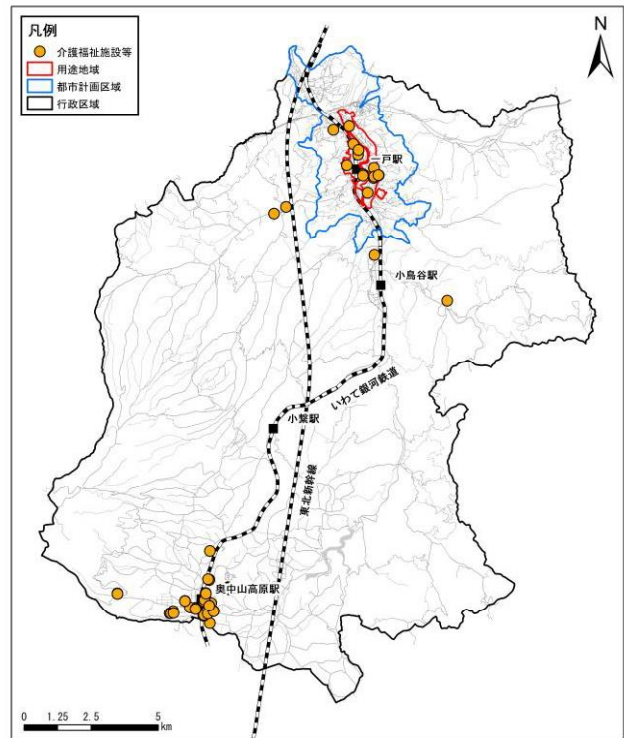 凡例
介護福祉施設等
用途地域
都市計画区域
行政区域
N
一戸駅
小鳥谷駅
いわて銀河鉄道
小繋駅
東北新幹線
奥中山高原駅
0 1.25 2.5 5
km